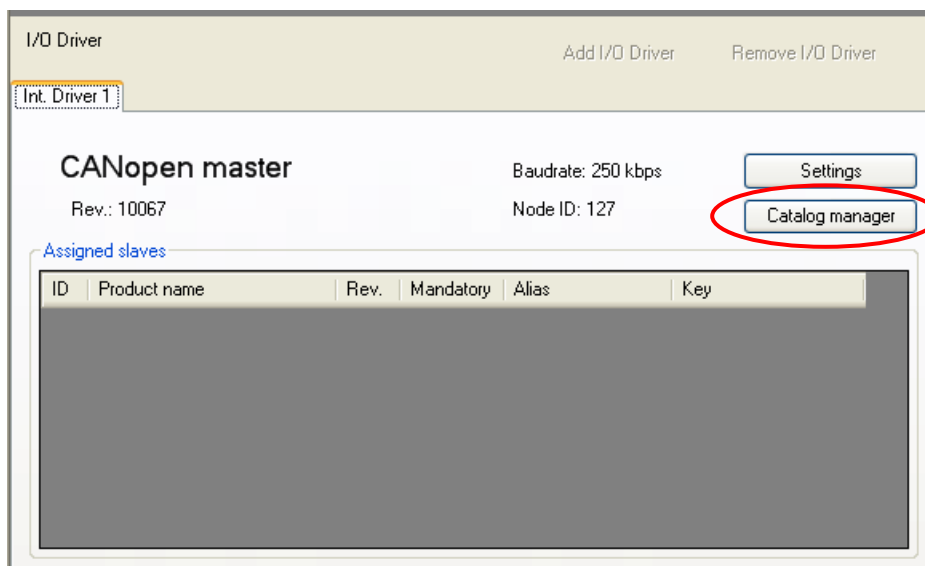 I/O Driver
Add I/O Driver Remove I/O Driver
Int. Driver 1
CANopen master
Baudrate: 250 kbps
Settings
Rev.: 10067
Node ID: 127
Catalog manager
Assigned slaves
ID Product name Rev. Mandatory Alias Key